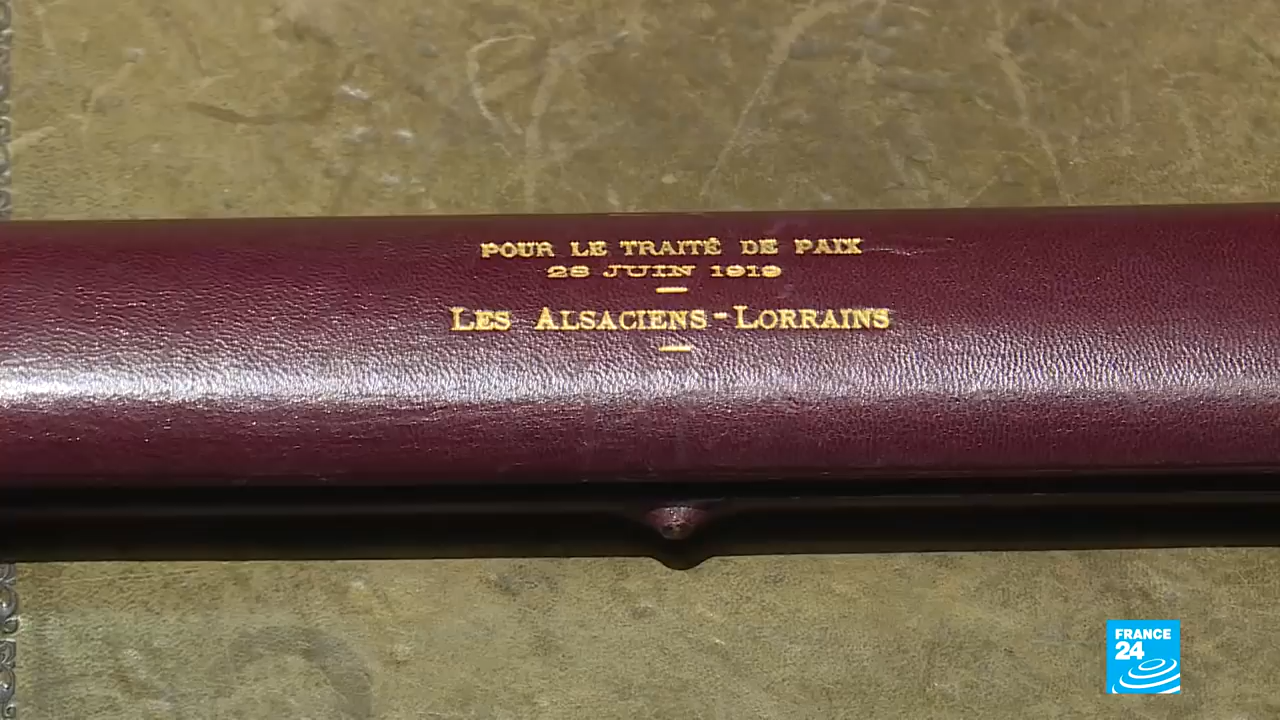 POUR LE TRAITÉ DE PAIX
28 JUIN 1919
LES ALSACIENS-LORRAINS
FRANCE
24